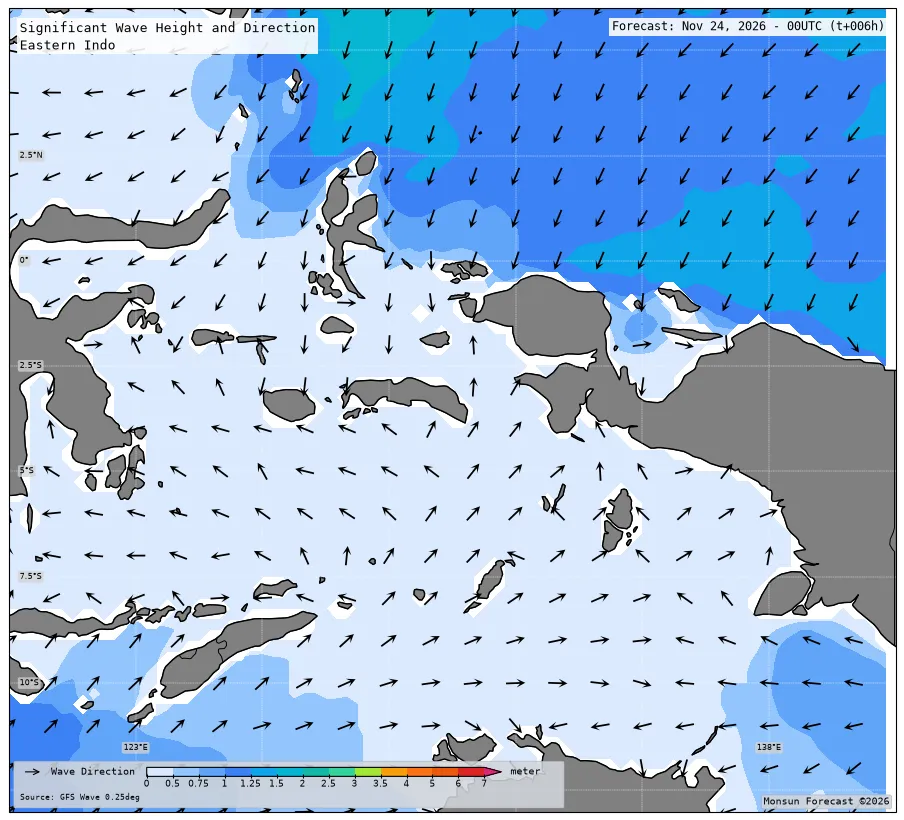 Significant Wave Height and Direction
Eastern Indo
Forecast: Nov 24, 2026 - 00UTC (t+006h)
2.5°N
0°
2.5°S
5°S
7.5°S
10°S
123°E
138°E
Wave Direction
meter
0 0.5 0.75 1 1.25 1.5 2 2.5 3 3.5 4 5 6 7
Source: GFS Wave 0.25deg
Monsun Forecast ©2026